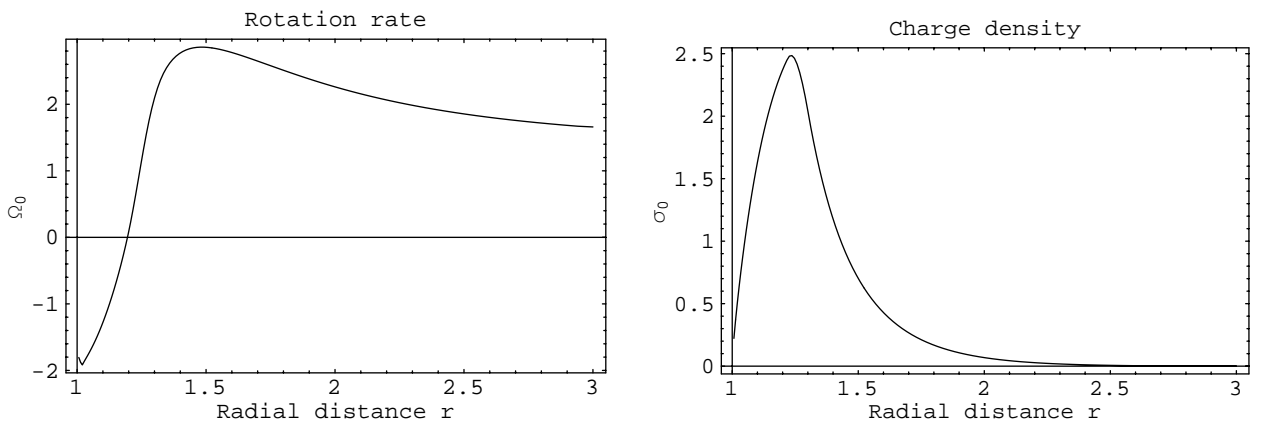 Rotation rate
Ω0
2
1
0
-1
-2
1 1.5 2 2.5 3
Radial distance r
Charge density
σ0
2.5
2
1.5
1
0.5
0
1 1.5 2 2.5 3
Radial distance r